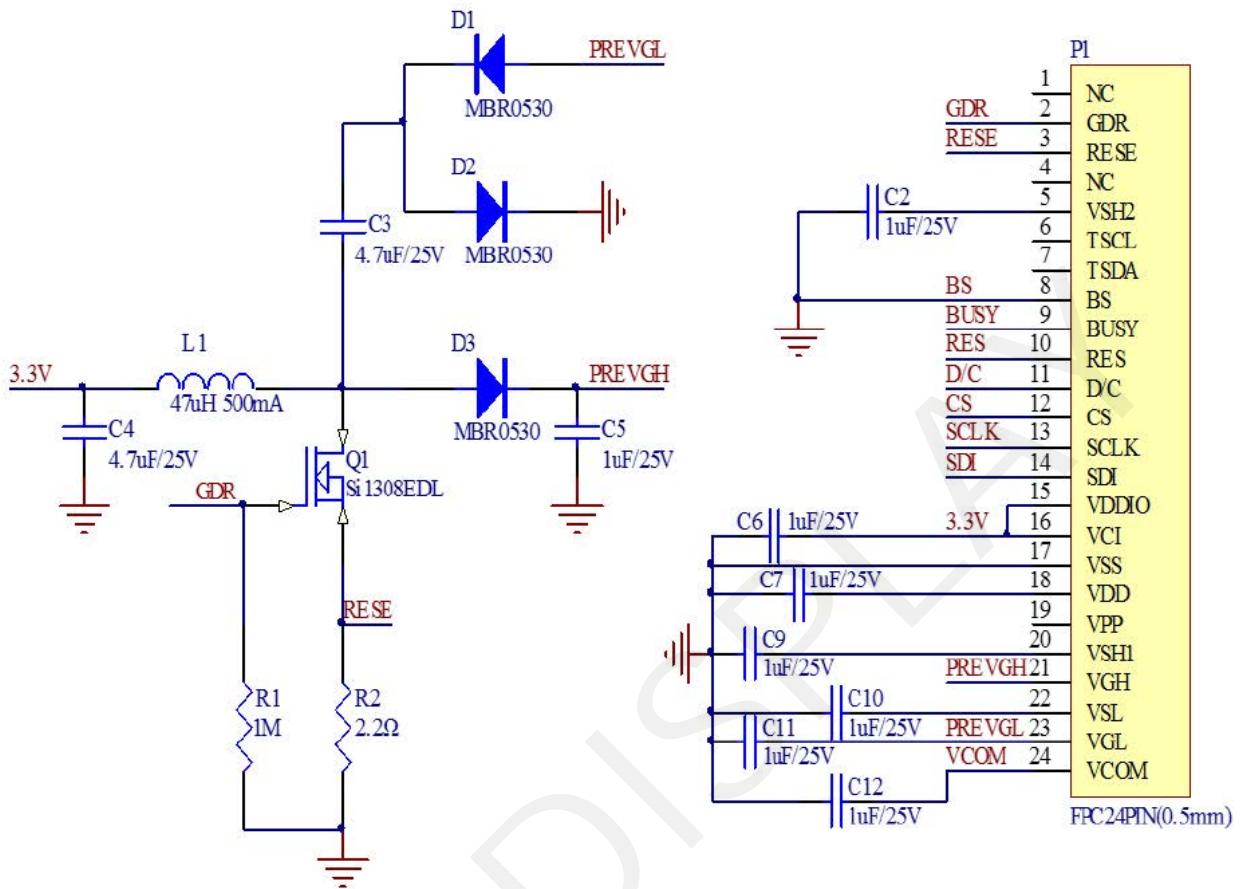 D1
PREVGL
MBR0530
D2
MBR0530
C3
4.7uF/25V
L1
3.3V
47uH 500mA
D3
PREVGH
MBR0530
C4
4.7uF/25V
C5
1uF/25V
Q1
Si1308EDL
GDR
RESE
R1
1M
R2
2.2Ω
P1
1 NC
GDR 2 GDR
RESE 3 RESE
4 NC
C2
1uF/25V
5 VSH2
6 TSCL
7 TSDA
BS 8 BS
BUSY 9 BUSY
RES 10 RES
D/C 11 D/C
CS 12 CS
SCLK 13 SCLK
SDI 14 SDI
15 VDDIO
C6 1uF/25V
3.3V 16 VCI
17 VSS
C7 1uF/25V
18 VDD
19 VPP
C9
1uF/25V
20 VSH1
PREVGH 21 VGH
C10
1uF/25V
22 VSL
C11
1uF/25V
PREVGL 23 VGL
VCOM 24 VCOM
C12
1uF/25V
FPC24PIN(0.5mm)
DISPLAY